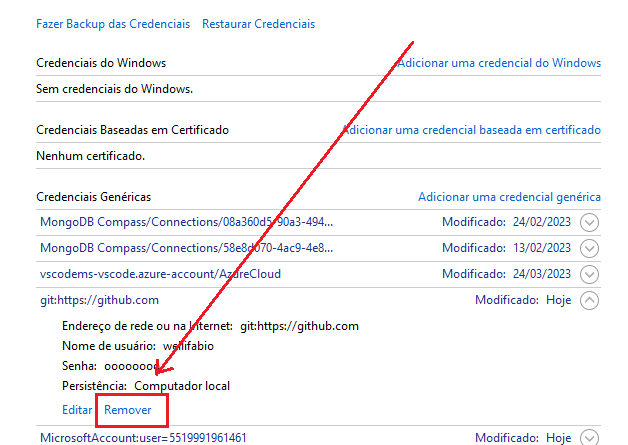 Fazer Backup das Credenciais Restaurar Credenciais
Credenciais do Windows Adicionar uma credencial do Windows
Sem credenciais do Windows.
Credenciais Baseadas em Certificado Adicionar uma credencial baseada em certificado
Nenhum certificado.
Credenciais Genéricas Adicionar uma credencial genérica
MongoDB Compass/Connections/08a360d5-90a3-494... Modificado: 24/02/2023
MongoDB Compass/Connections/58e8d070-4ac9-4e8... Modificado: 13/02/2023
vscodems-vscode.azure-account/AzureCloud Modificado: 24/03/2023
git:https://github.com Modificado: Hoje
Endereço de rede ou na Internet: git:https://github.com
Nome de usuário: wellifabio
Senha: oooooooo
Persistência: Computador local
Editar Remover
MicrosoftAccount:user=5519991961461 Modificado: Hoje